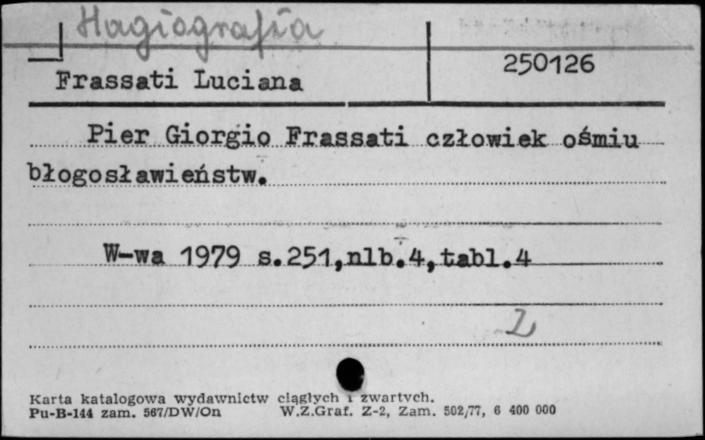 Hagiografia
250126
Frassati Luciana
Pier Giorgio Frassati człowiek ośmiu
błogosławieństw.
W-wa 1979 s.251,nlb.4,tabl.4
Karta katalogowa wydawnictw ciągłych i zwartych.
Pu-B-144 zam. 567/DW/On W.Z.Graf. Z-2, Zam. 502/77, 6 400 000